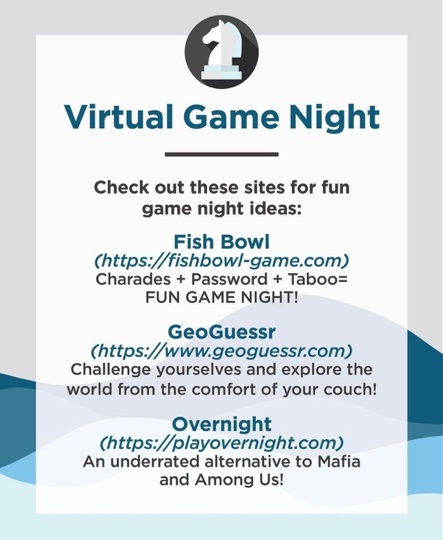 Virtual Game Night
Check out these sites for fun
game night ideas:
Fish Bowl
(https://fishbowl-game.com)
Charades + Password + Taboo=
FUN GAME NIGHT!
GeoGuessr
(https://www.geoguessr.com)
Challenge yourselves and explore the
world from the comfort of your couch!
Overnight
(https://playovernight.com)
An underrated alternative to Mafia
and Among Us!